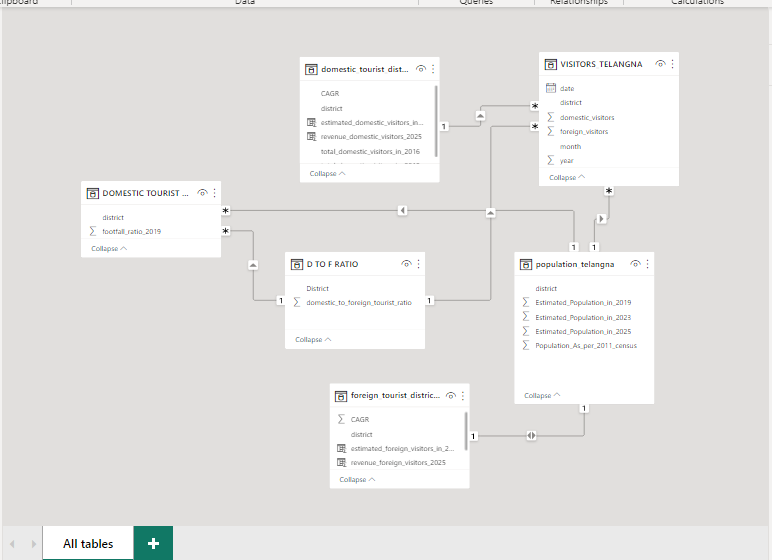 lipboard
Data
Queries
Relationships
Calculations
domestic_tourist_dist...
CAGR
district
estimated_domestic_visitors_in...
revenue_domestic_visitors_2025
total_domestic_visitors_in_2016
Collapse
1
VISITORS_TELANGNA
date
district
domestic_visitors
foreign_visitors
month
year
Collapse
*
*
*
DOMESTIC TOURIST ...
district
footfall_ratio_2019
Collapse
*
*
D TO F RATIO
District
domestic_to_foreign_tourist_ratio
Collapse
1
1
1
1
population_telangna
district
Estimated_Population_in_2019
Estimated_Population_in_2023
Estimated_Population_in_2025
Population_As_per_2011_census
Collapse
1
foreign_tourist_distric...
CAGR
district
estimated_foreign_visitors_in_2...
revenue_foreign_visitors_2025
Collapse
1
All tables
+